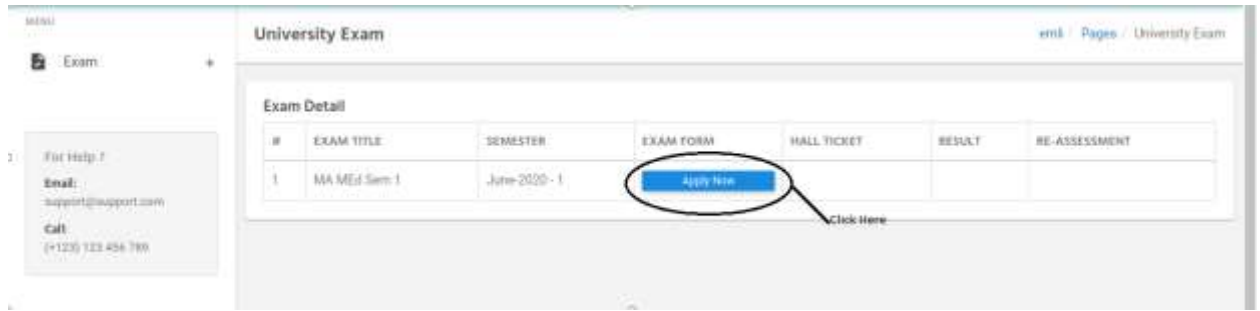 MENU
Exam +
University Exam
emli / Pages / University Exam
Exam Detail
# EXAM TITLE SEMESTER EXAM FORM HALL TICKET RESULT RE-ASSESSMENT
1 MA MEd Sem 1 June-2020 - 1 Apply Now
Click Here
For Help ?
Email:
support@support.com
Call
(+123) 123 456 789